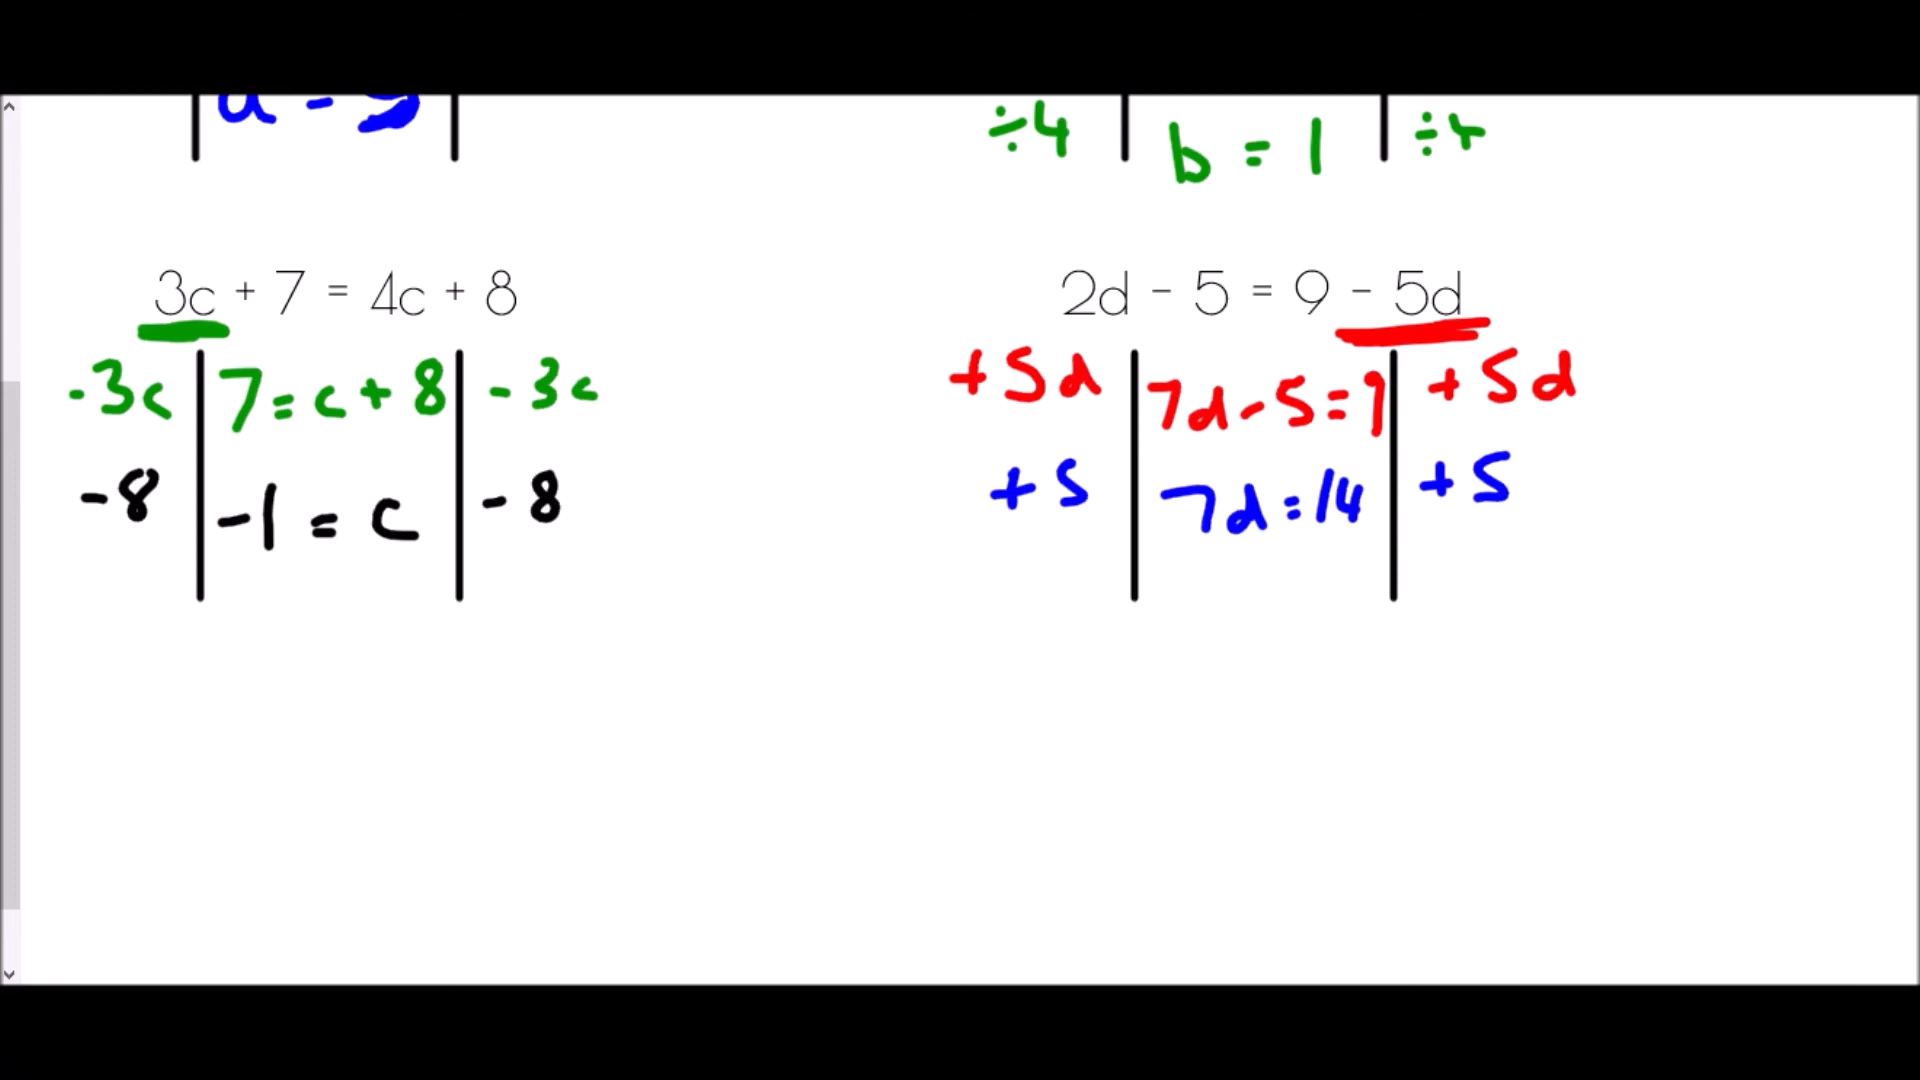 ÷4 b = 1 ÷4
3c + 7 = 4c + 8
-3c 7 = c + 8 -3c
-8 -1 = c -8
2d - 5 = 9 - 5d
+5d 7d - 5 = 9 +5d
+5 7d = 14 +5